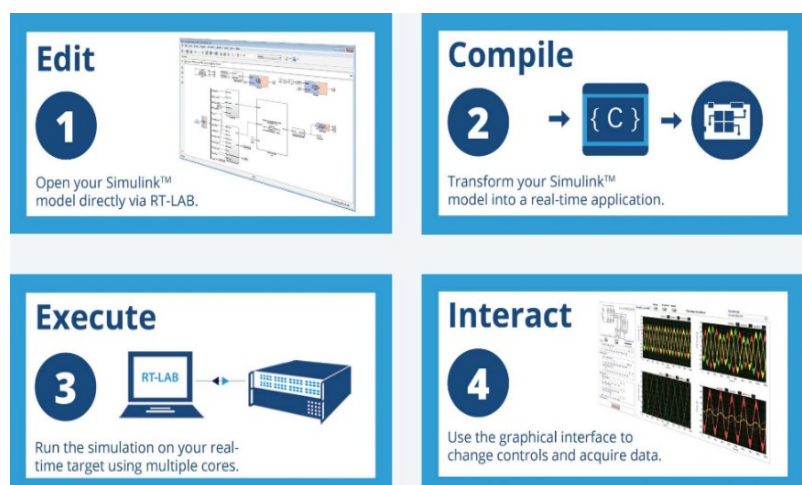 Edit
1
Open your Simulink™
model directly via RT-LAB.
Compile
2
{ C }
Transform your Simulink™
model into a real-time application.
Execute
3
RT-LAB
Run the simulation on your real-
time target using multiple cores.
Interact
4
Use the graphical interface to
change controls and acquire data.